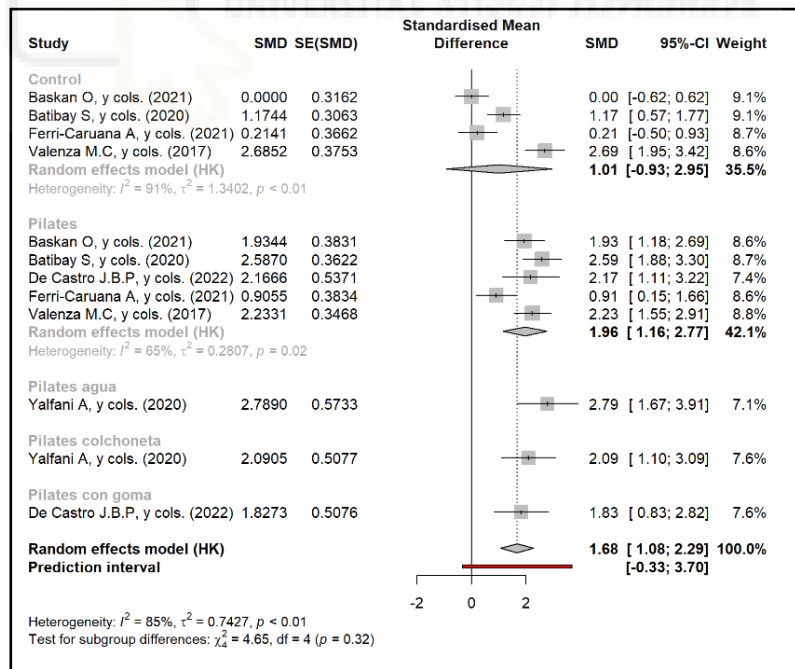 Standardised Mean
Study SMD SE(SMD) Difference SMD 95%-CI Weight
Control
Baskan O, y cols. (2021) 0.0000 0.3162 0.00 [-0.62; 0.62] 9.1%
Batibay S, y cols. (2020) 1.1744 0.3063 1.17 [ 0.57; 1.77] 9.1%
Ferri-Caruana A, y cols. (2021) 0.2141 0.3662 0.21 [-0.50; 0.93] 8.7%
Valenza M.C, y cols. (2017) 2.6852 0.3753 2.69 [ 1.95; 3.42] 8.6%
Random effects model (HK) 1.01 [-0.93; 2.95] 35.5%
Heterogeneity: I² = 91%, τ² = 1.3402, p < 0.01
Pilates
Baskan O, y cols. (2021) 1.9344 0.3831 1.93 [ 1.18; 2.69] 8.6%
Batibay S, y cols. (2020) 2.5870 0.3622 2.59 [ 1.88; 3.30] 8.7%
De Castro J.B.P, y cols. (2022) 2.1666 0.5371 2.17 [ 1.11; 3.22] 7.4%
Ferri-Caruana A, y cols. (2021) 0.9055 0.3834 0.91 [ 0.15; 1.66] 8.6%
Valenza M.C, y cols. (2017) 2.2331 0.3468 2.23 [ 1.55; 2.91] 8.8%
Random effects model (HK) 1.96 [ 1.16; 2.77] 42.1%
Heterogeneity: I² = 65%, τ² = 0.2807, p = 0.02
Pilates agua
Yalfani A, y cols. (2020) 2.7890 0.5733 2.79 [ 1.67; 3.91] 7.1%
Pilates colchoneta
Yalfani A, y cols. (2020) 2.0905 0.5077 2.09 [ 1.10; 3.09] 7.6%
Pilates con goma
De Castro J.B.P, y cols. (2022) 1.8273 0.5076 1.83 [ 0.83; 2.82] 7.6%
Random effects model (HK) 1.68 [ 1.08; 2.29] 100.0%
Prediction interval [-0.33; 3.70]
-2 0 2
Heterogeneity: I² = 85%, τ² = 0.7427, p < 0.01
Test for subgroup differences: χ²₄ = 4.65, df = 4 (p = 0.32)